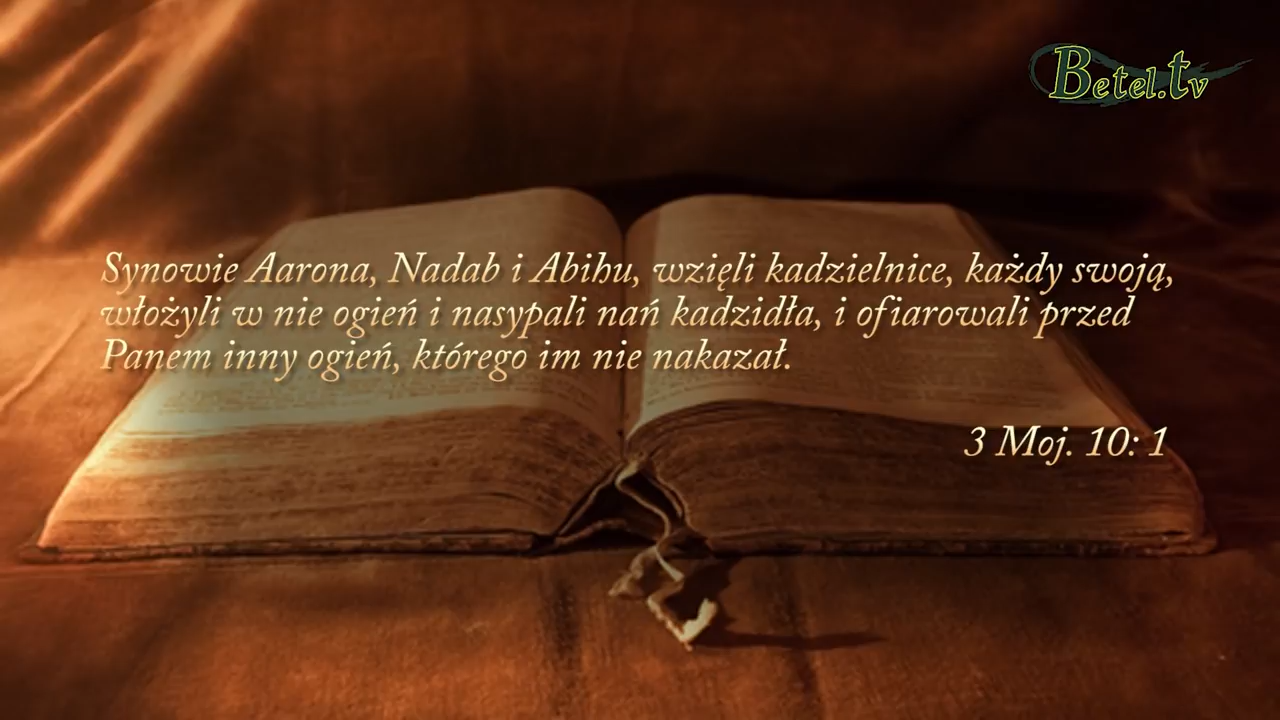 Betel.tv
Synowie Aarona, Nadab i Abihu, wzięli kadzielnice, każdy swoją,
włożyli w nie ogień i nasypali nań kadzidła, i ofiarowali przed
Panem inny ogień, którego im nie nakazał.
3 Moj. 10: 1